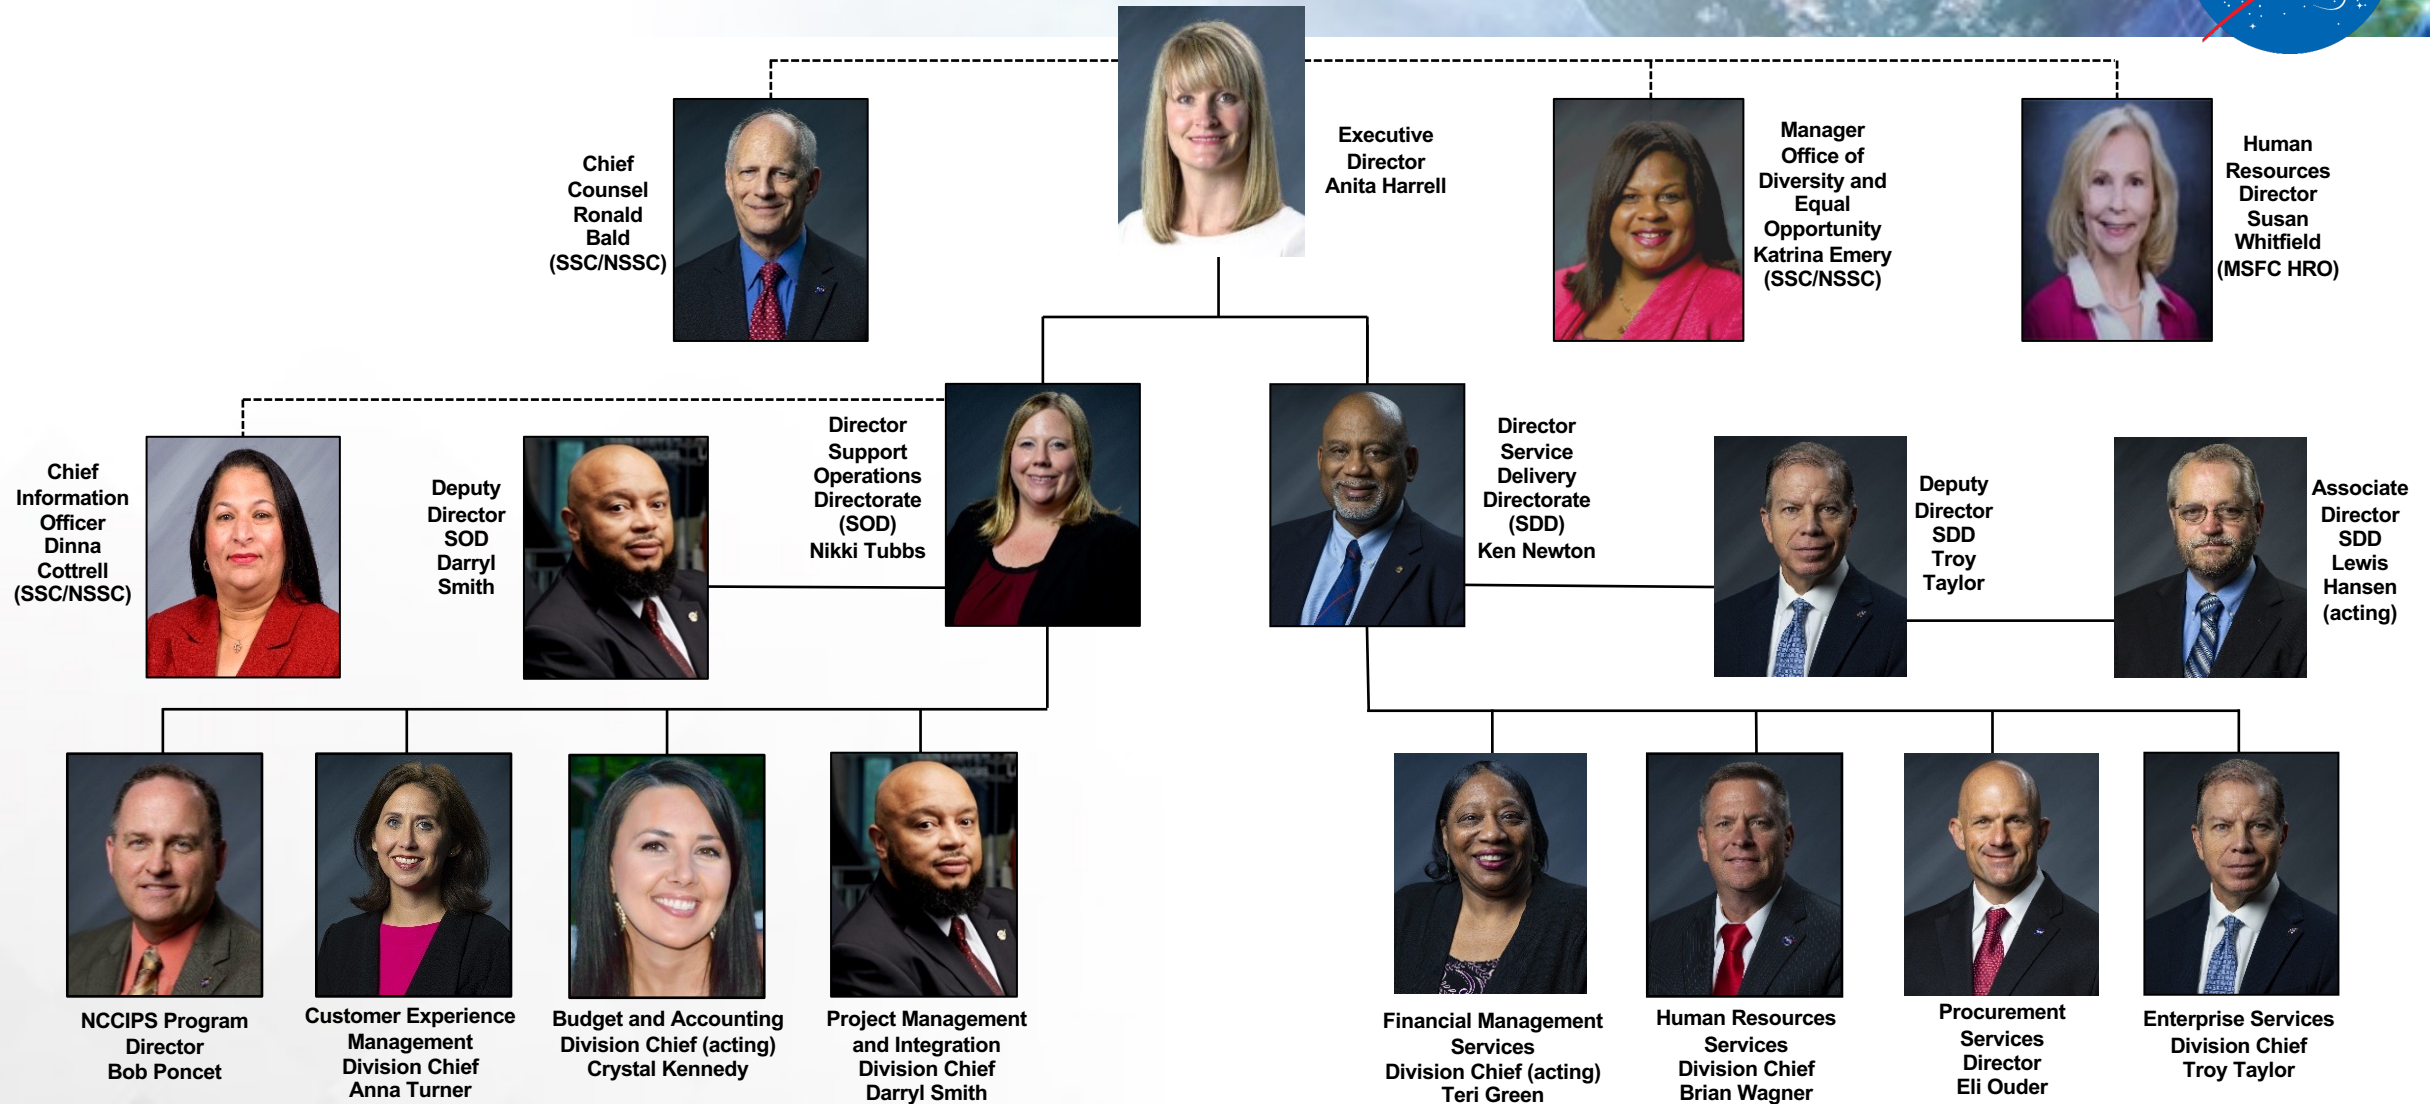 Executive
Director
Anita Harrell
Chief
Counsel
Ronald
Bald
(SSC/NSSC)
Manager
Office of
Diversity and
Equal
Opportunity
Katrina Emery
(SSC/NSSC)
Human
Resources
Director
Susan
Whitfield
(MSFC HRO)
Chief
Information
Officer
Dinna
Cottrell
(SSC/NSSC)
Deputy
Director
SOD
Darryl
Smith
Director
Support
Operations
Directorate
(SOD)
Nikki Tubbs
Director
Service
Delivery
Directorate
(SDD)
Ken Newton
Deputy
Director
SDD
Troy
Taylor
Associate
Director
SDD
Lewis
Hansen
(acting)
NCCIPS Program
Director
Bob Poncet
Customer Experience
Management
Division Chief
Anna Turner
Budget and Accounting
Division Chief (acting)
Crystal Kennedy
Project Management
and Integration
Division Chief
Darryl Smith
Financial Management
Services
Division Chief (acting)
Teri Green
Human Resources
Services
Division Chief
Brian Wagner
Procurement
Services
Director
Eli Ouder
Enterprise Services
Division Chief
Troy Taylor